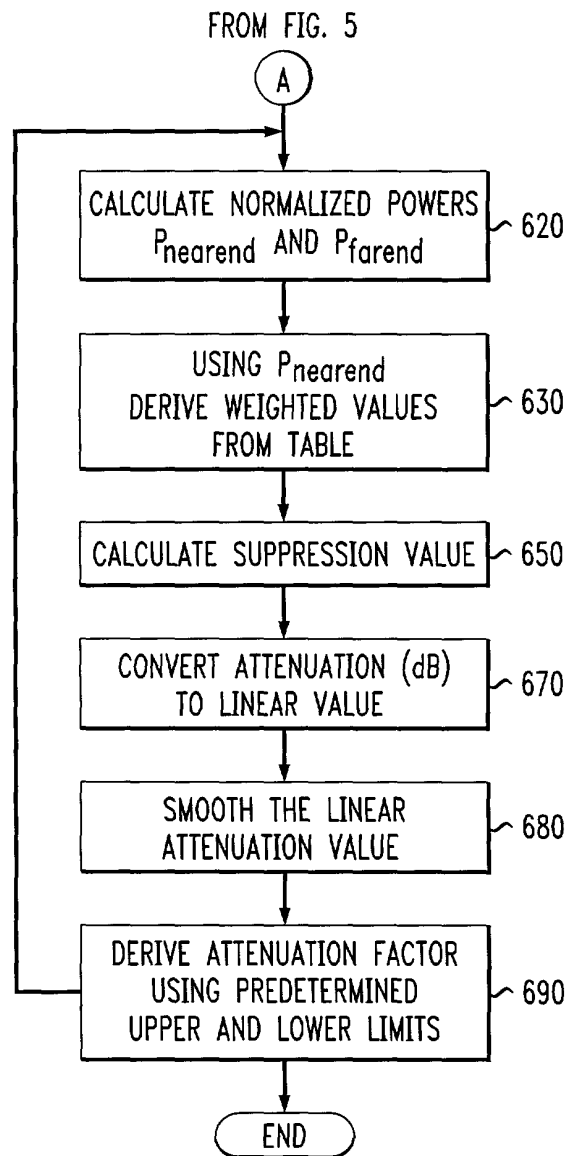 FROM FIG. 5
A
CALCULATE NORMALIZED POWERS
Pnearend AND Pfarend
620
USING Pnearend
DERIVE WEIGHTED VALUES
FROM TABLE
630
CALCULATE SUPPRESSION VALUE
650
CONVERT ATTENUATION (dB)
TO LINEAR VALUE
670
SMOOTH THE LINEAR
ATTENUATION VALUE
680
DERIVE ATTENUATION FACTOR
USING PREDETERMINED
UPPER AND LOWER LIMITS
690
END